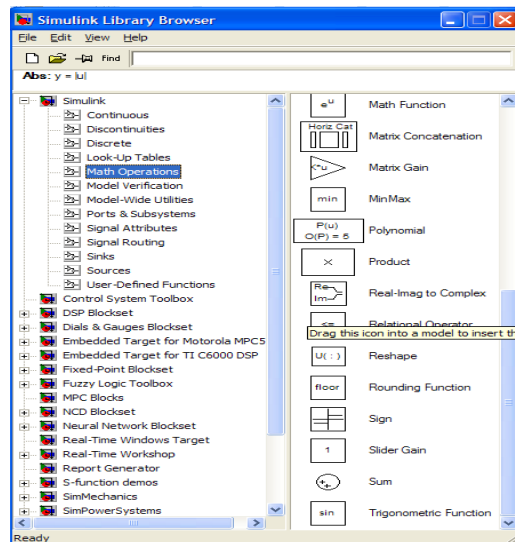 Simulink Library Browser
File Edit View Help
Find
Abs: y = |u|
Simulink
Continuous
Discontinuities
Discrete
Look-Up Tables
Math Operations
Model Verification
Model-Wide Utilities
Ports & Subsystems
Signal Attributes
Signal Routing
Sinks
Sources
User-Defined Functions
Control System Toolbox
DSP Blockset
Dials & Gauges Blockset
Embedded Target for Motorola MPC5
Embedded Target for TI C6000 DSP
Fixed-Point Blockset
Fuzzy Logic Toolbox
MPC Blocks
NCD Blockset
Neural Network Blockset
Real-Time Windows Target
Real-Time Workshop
Report Generator
S-function demos
SimMechanics
SimPowerSystems
e^u Math Function
Horiz Cat Matrix Concatenation
Matrix Gain
min MinMax
P(u)
O(P) = 5 Polynomial
× Product
Re
Im Real-Imag to Complex
<= Relational Operator
Drag this icon into a model to insert th
U( : ) Reshape
floor Rounding Function
Sign
1 Slider Gain
+
+ Sum
sin Trigonometric Function
Ready